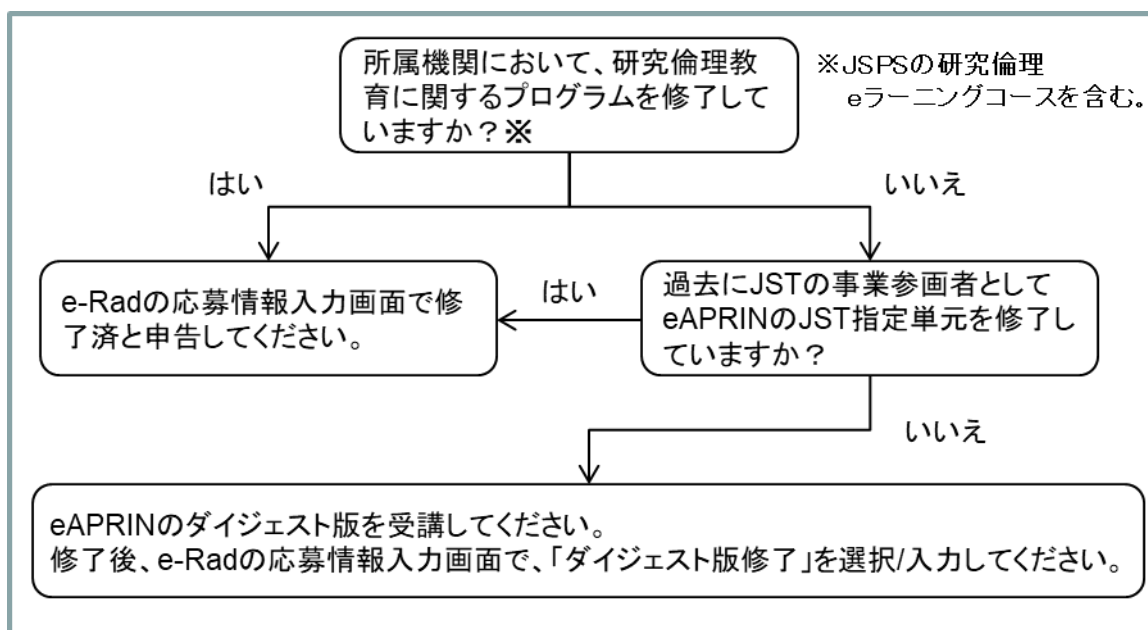 所属機関において、研究倫理教
育に関するプログラムを修了して
いますか？※
※JSPSの研究倫理
eラーニングコースを含む。
はい
いいえ
e-Radの応募情報入力画面で修
了済と申告してください。
はい
過去にJSTの事業参画者として
eAPRINのJST指定単元を修了し
ていますか？
いいえ
eAPRINのダイジェスト版を受講してください。
修了後、e-Radの応募情報入力画面で、「ダイジェスト版修了」を選択/入力してください。